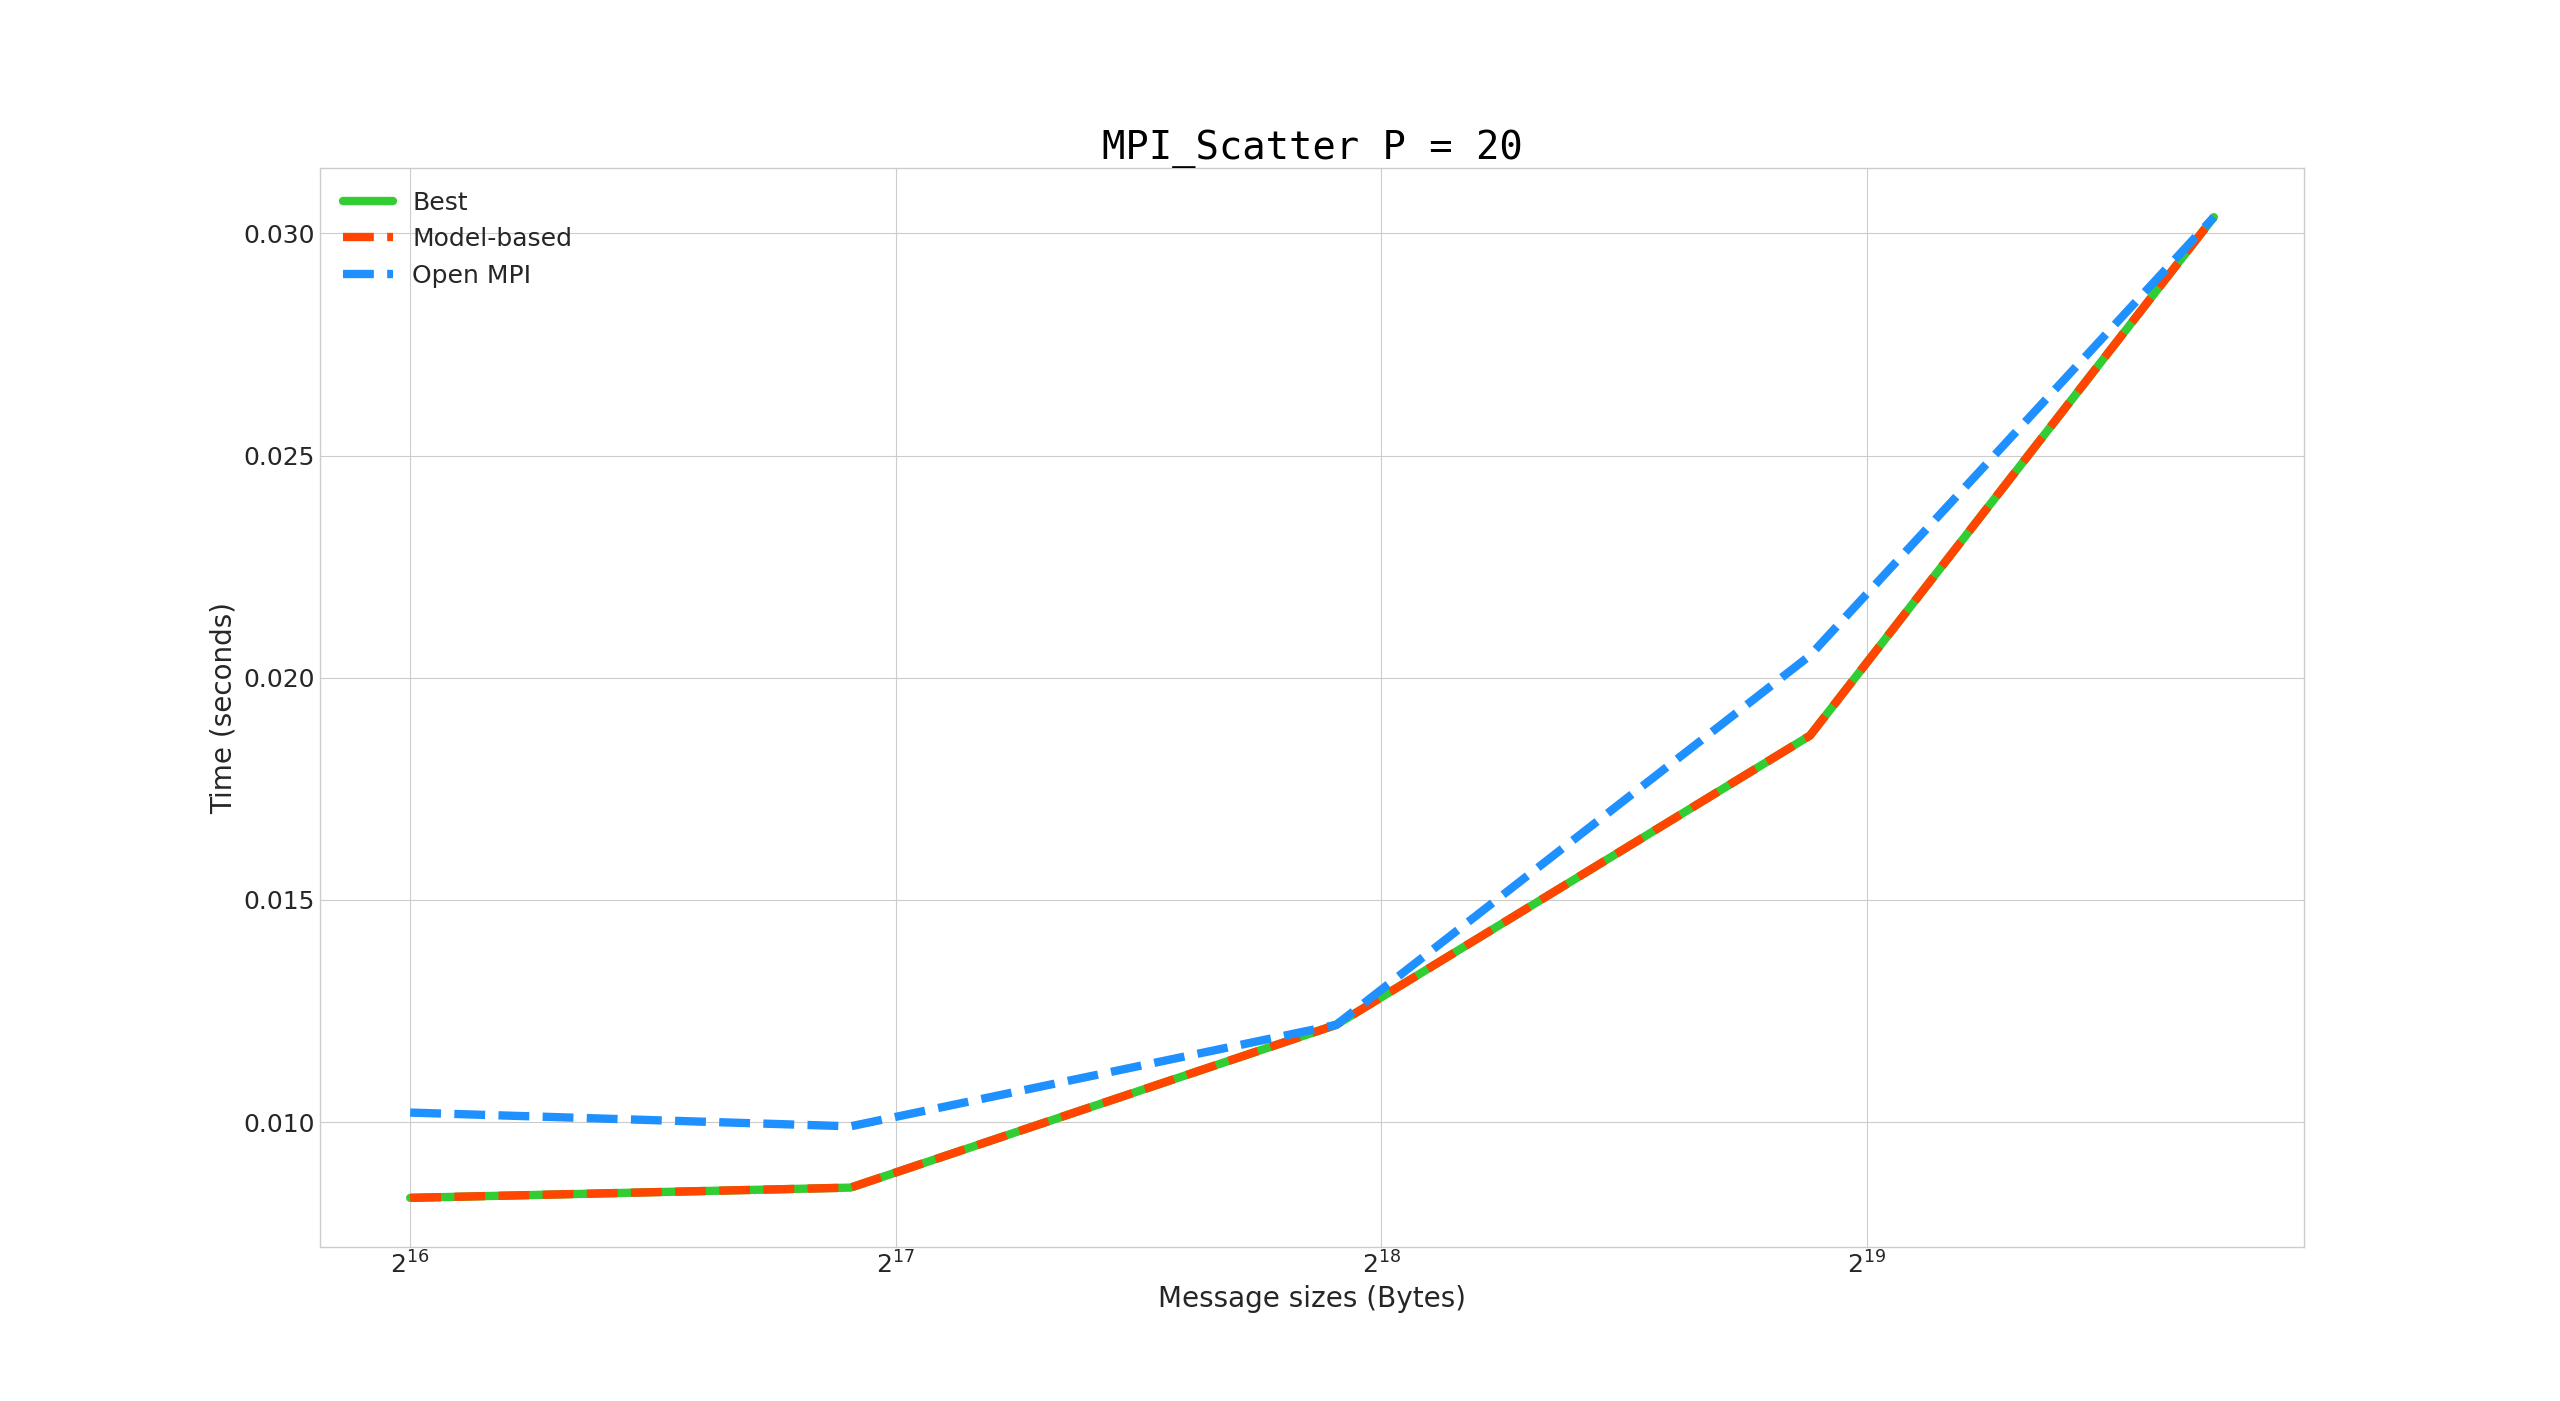 MPI_Scatter P = 20
Best
Model-based
Open MPI
0.030
0.025
0.020
0.015
0.010
Time (seconds)
2^16 2^17 2^18 2^19
Message sizes (Bytes)